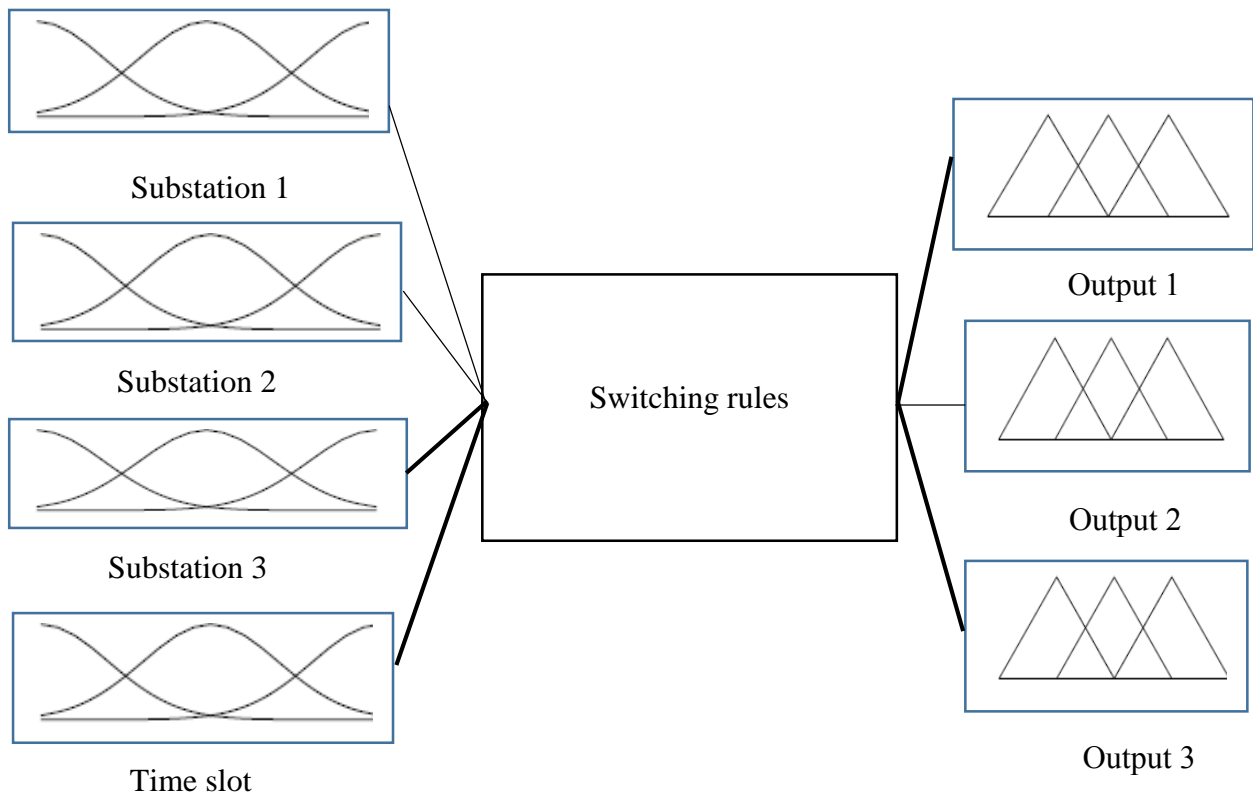 Substation 1
Substation 2
Substation 3
Time slot
Switching rules
Output 1
Output 2
Output 3